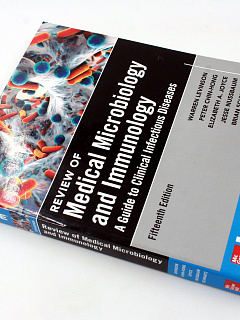 REVIEW OF
Medical Microbiology
and Immunology
A Guide to Clinical Infectious Diseases
Fifteenth Edition
WARREN LEVINSON
PETER CHIN-HONG
ELIZABETH A. JOYCE
JESSE NUSSBAUM
BRIAN
Review of Medical Microbiology
and Immunology